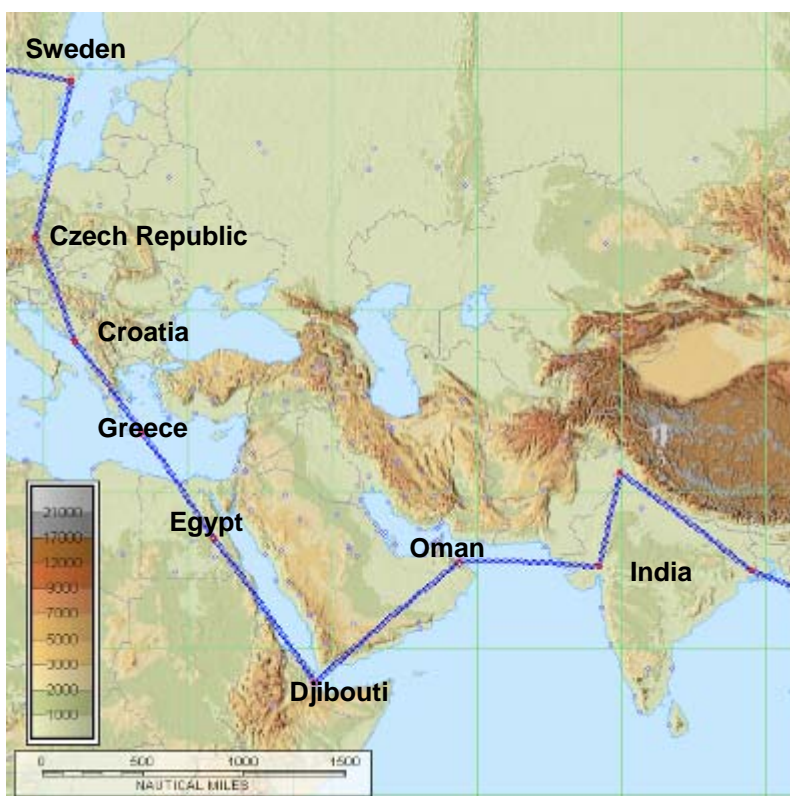 Sweden
Czech Republic
Croatia
Greece
Egypt
Oman
India
Djibouti
21000
17000
12000
9000
7000
5000
3000
2000
1000
0 500 1000 1500
NAUTICAL MILES